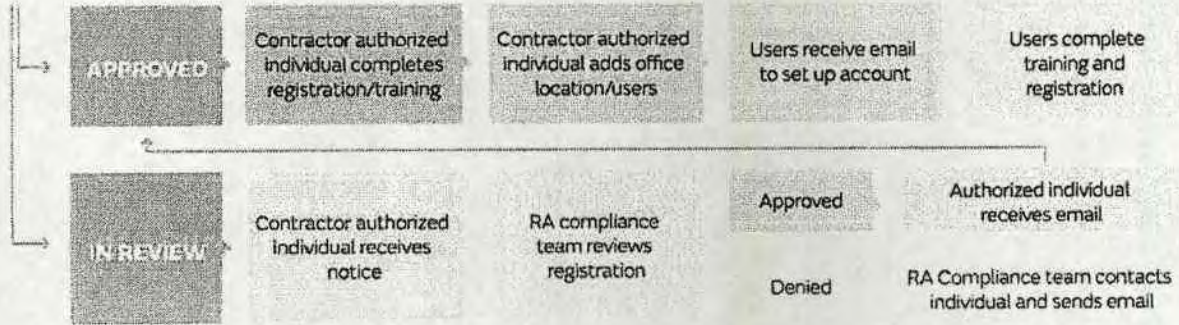 APPROVED
Contractor authorized
individual completes
registration/training
Contractor authorized
individual adds office
location/users
Users receive email
to set up account
Users complete
training and
registration
IN REVIEW
Contractor authorized
individual receives
notice
RA compliance
team reviews
registration
Approved
Authorized individual
receives email
Denied
RA Compliance team contacts
individual and sends email